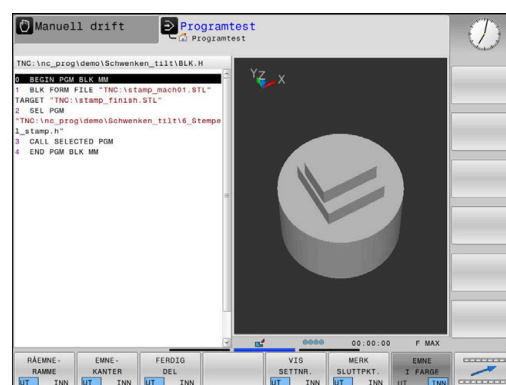 Manuell drift
Programtest
Programtest
TNC:\nc_prog\demo\Schwenken_tilt\BLK.H
0 BEGIN PGM BLK MM
1 BLK FORM FILE "TNC:\stamp_mach01.STL"
TARGET "TNC:\stamp_finish.STL"
2 SEL PGM
"TNC:\nc_prog\demo\Schwenken_tilt\6_Stempe
l_stamp.h"
3 CALL SELECTED PGM
4 END PGM BLK MM
Y Z X
00:00:00 F MAX
RÅEMNE-
RAMME
UT INN
EMNE-
KANTER
UT INN
FERDIG
DEL
UT INN
VIS
SETTNR.
UT INN
MERK
SLUTTPKT.
UT INN
EMNE
I FARGE
UT INN